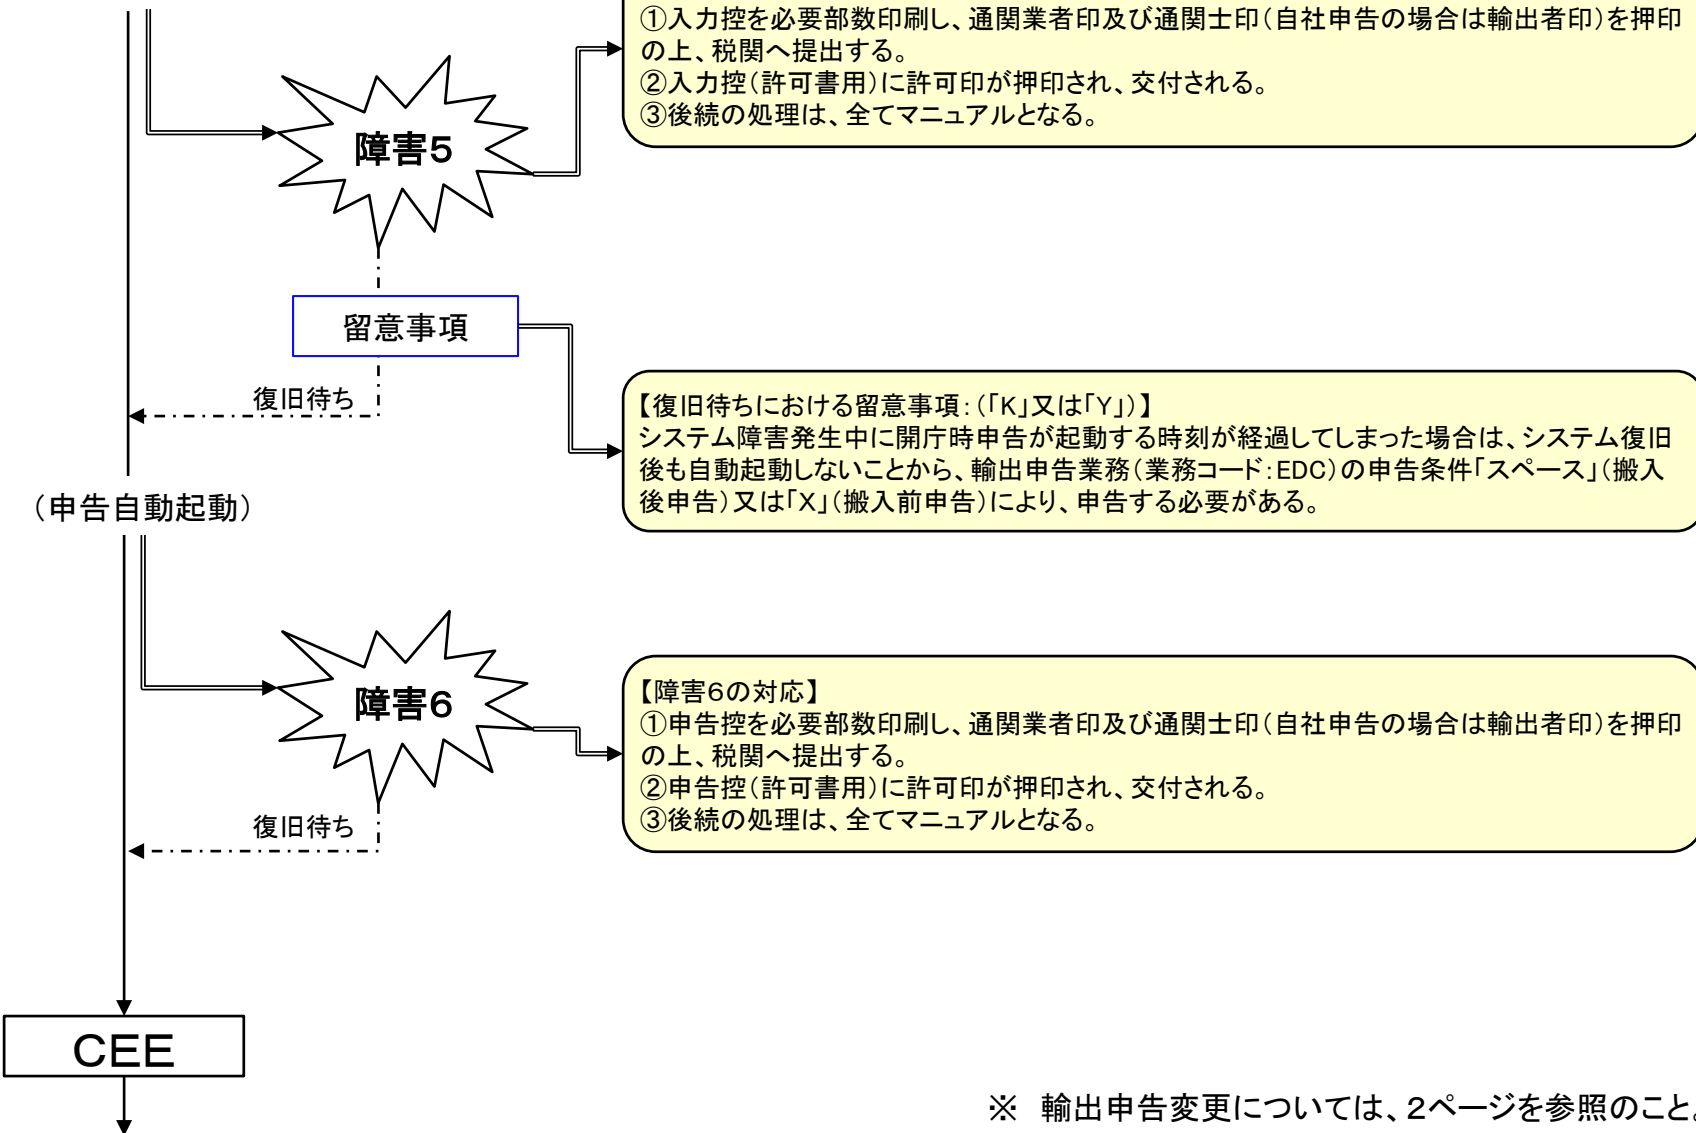 ①入力控を必要部数印刷し、通関業者印及び通関士印（自社申告の場合は輸出者印）を押印
の上、税関へ提出する。
②入力控（許可書用）に許可印が押印され、交付される。
③後続の処理は、全てマニュアルとなる。
障害５
留意事項
復旧待ち
【復旧待ちにおける留意事項：（「Ｋ」又は「Ｙ」）】
システム障害発生中に開庁時申告が起動する時刻が経過してしまった場合は、システム復旧
後も自動起動しないことから、輸出申告業務（業務コード：EDC）の申告条件「スペース」（搬入
後申告）又は「Ｘ」（搬入前申告）により、申告する必要がある。
（申告自動起動）
障害６
【障害６の対応】
①申告控を必要部数印刷し、通関業者印及び通関士印（自社申告の場合は輸出者印）を押印
の上、税関へ提出する。
②申告控（許可書用）に許可印が押印され、交付される。
③後続の処理は、全てマニュアルとなる。
復旧待ち
ＣＥＥ
※　輸出申告変更については、２ページを参照のこと。